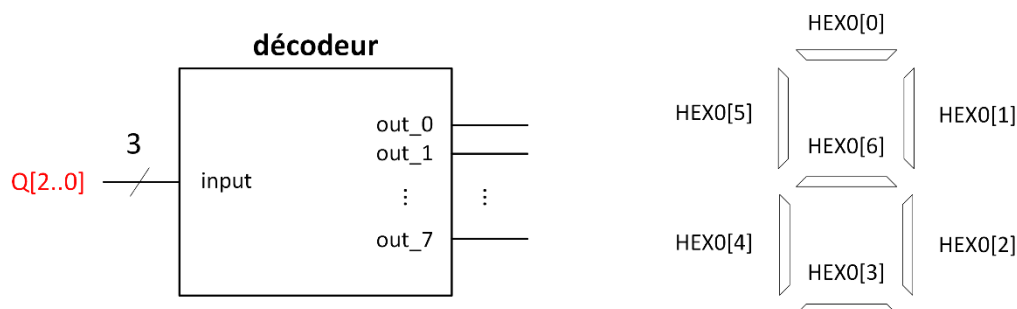 décodeur
3
Q[2..0]
input
out_0
out_1
⋮ ⋮
out_7
HEX0[0]
HEX0[5]
HEX0[1]
HEX0[6]
HEX0[4]
HEX0[2]
HEX0[3]